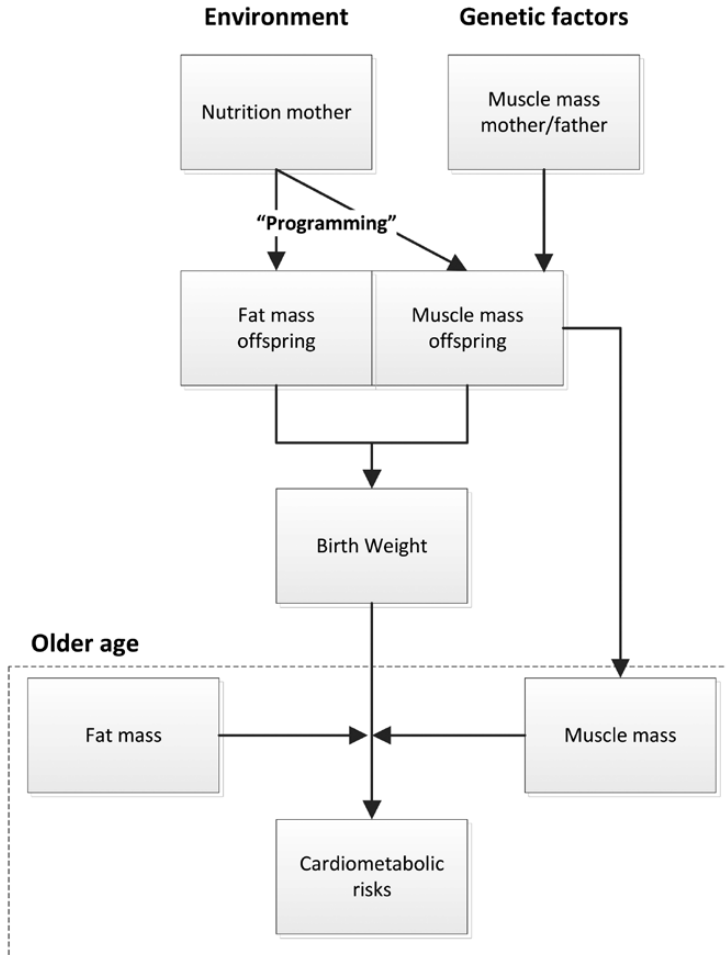 Environment
Genetic factors
Nutrition mother
Muscle mass
mother/father
“Programming”
Fat mass
offspring
Muscle mass
offspring
Birth Weight
Older age
Fat mass
Muscle mass
Cardiometabolic
risks